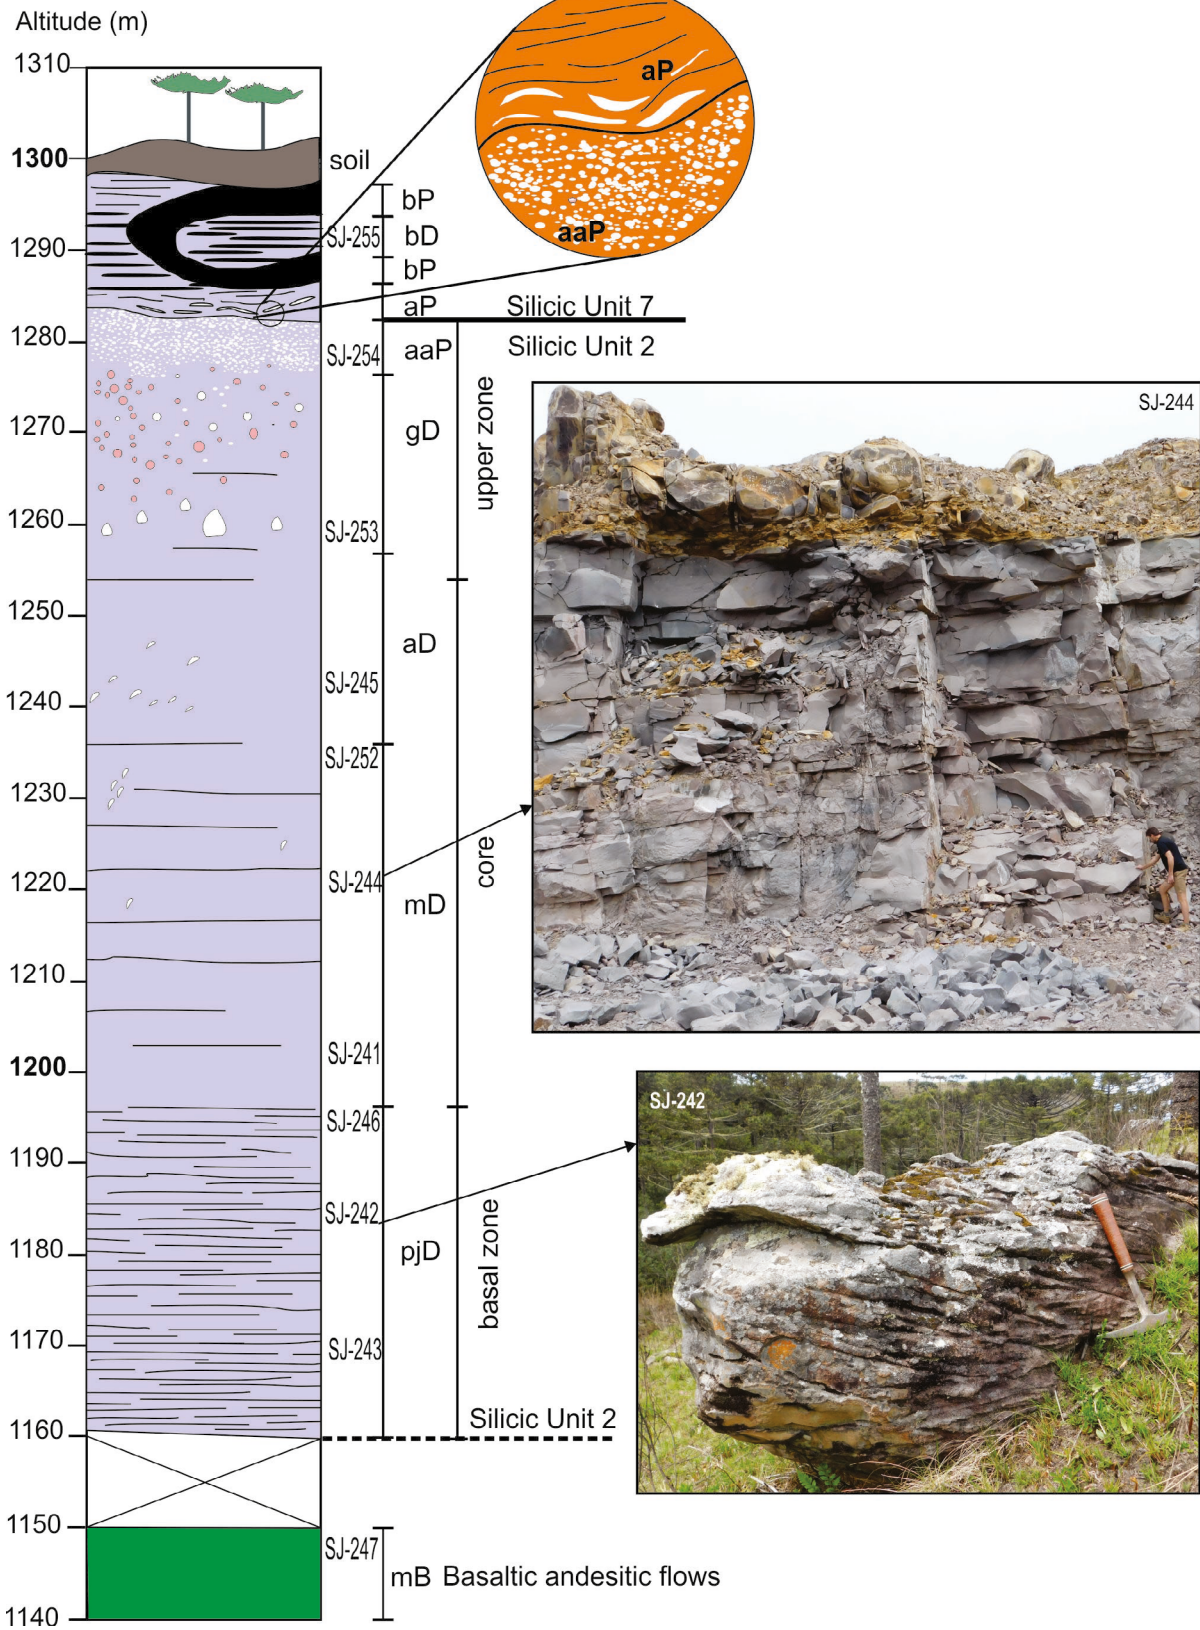 Altitude (m)
1310
aP
aaP
1300
soil
bP
SJ-255
bD
1290
bP
aP
Silicic Unit 7
1280
Silicic Unit 2
SJ-254
aaP
SJ-244
1270
gD
upper zone
1260
SJ-253
1250
aD
SJ-245
1240
SJ-252
1230
core
1220
SJ-244
mD
1210
1200
SJ-241
SJ-242
SJ-246
1190
SJ-242
1180
pjD
basal zone
1170
SJ-243
Silicic Unit 2
1160
1150
SJ-247
mB Basaltic andesitic flows
1140